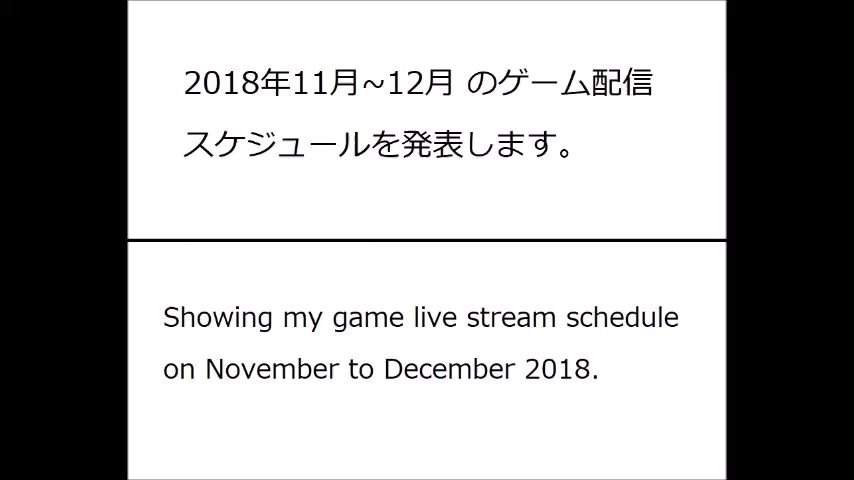 2018年11月~12月 のゲーム配信
スケジュールを発表します。
Showing my game live stream schedule
on November to December 2018.